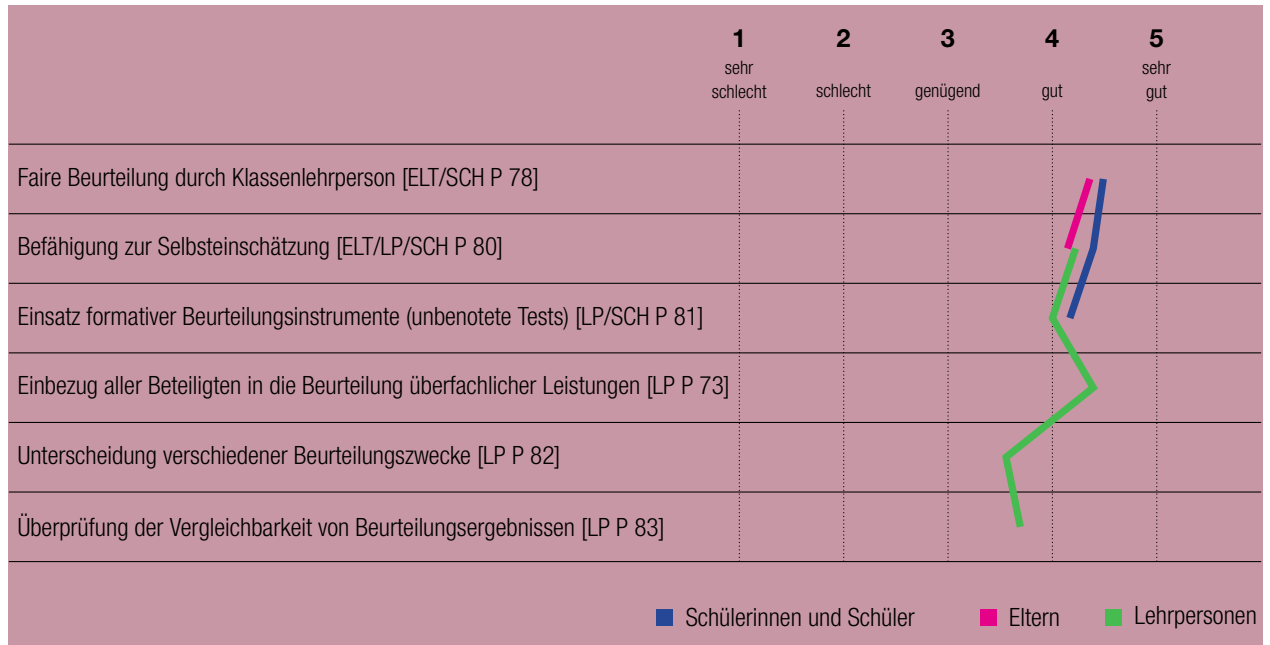 1 2 3 4 5
sehr schlecht schlecht genügend gut sehr gut
Faire Beurteilung durch Klassenlehrperson [ELT/SCH P 78]
Befähigung zur Selbsteinschätzung [ELT/LP/SCH P 80]
Einsatz formativer Beurteilungsinstrumente (unbenotete Tests) [LP/SCH P 81]
Einbezug aller Beteiligten in die Beurteilung überfachlicher Leistungen [LP P 73]
Unterscheidung verschiedener Beurteilungszwecke [LP P 82]
Überprüfung der Vergleichbarkeit von Beurteilungsergebnissen [LP P 83]
Schülerinnen und Schüler Eltern Lehrpersonen